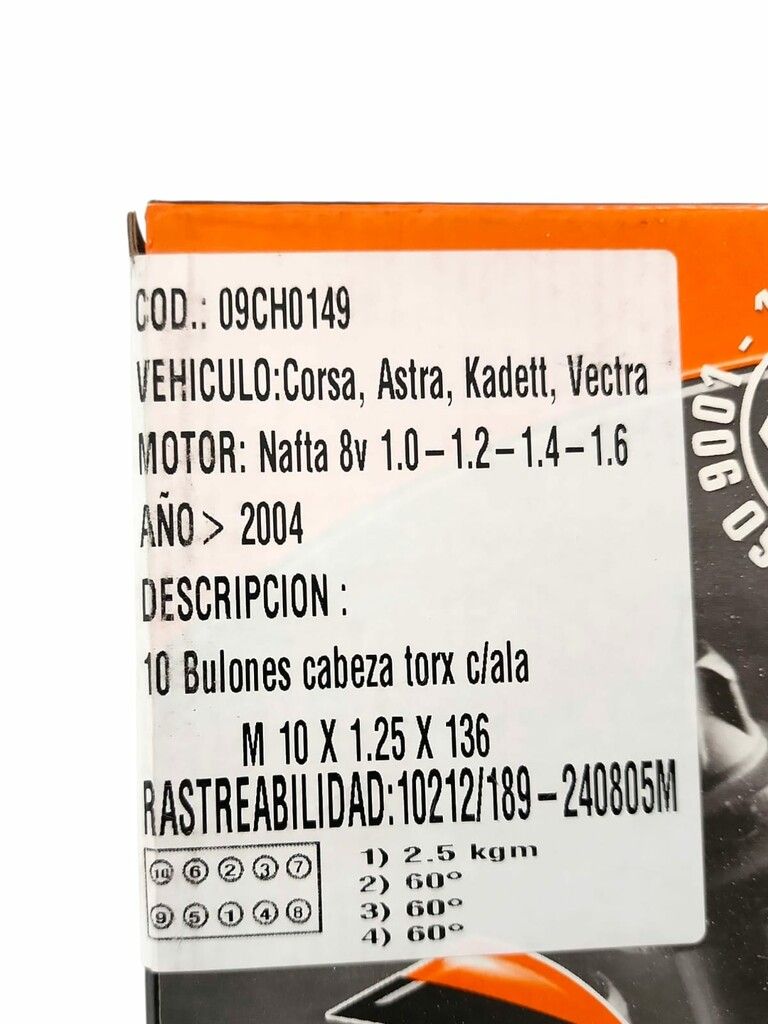 COD.: 09CH0149
VEHICULO:Corsa, Astra, Kadett, Vectra
MOTOR: Nafta 8v 1.0-1.2-1.4-1.6
AÑO> 2004
DESCRIPCION :
10 Bulones cabeza torx c/ala
M 10 X 1.25 X 136
RASTREABILIDAD:10212/189-240805M
10 6 2 3 7
9 5 1 4 8
1) 2.5 kgm
2) 60°
3) 60°
4) 60°
9001